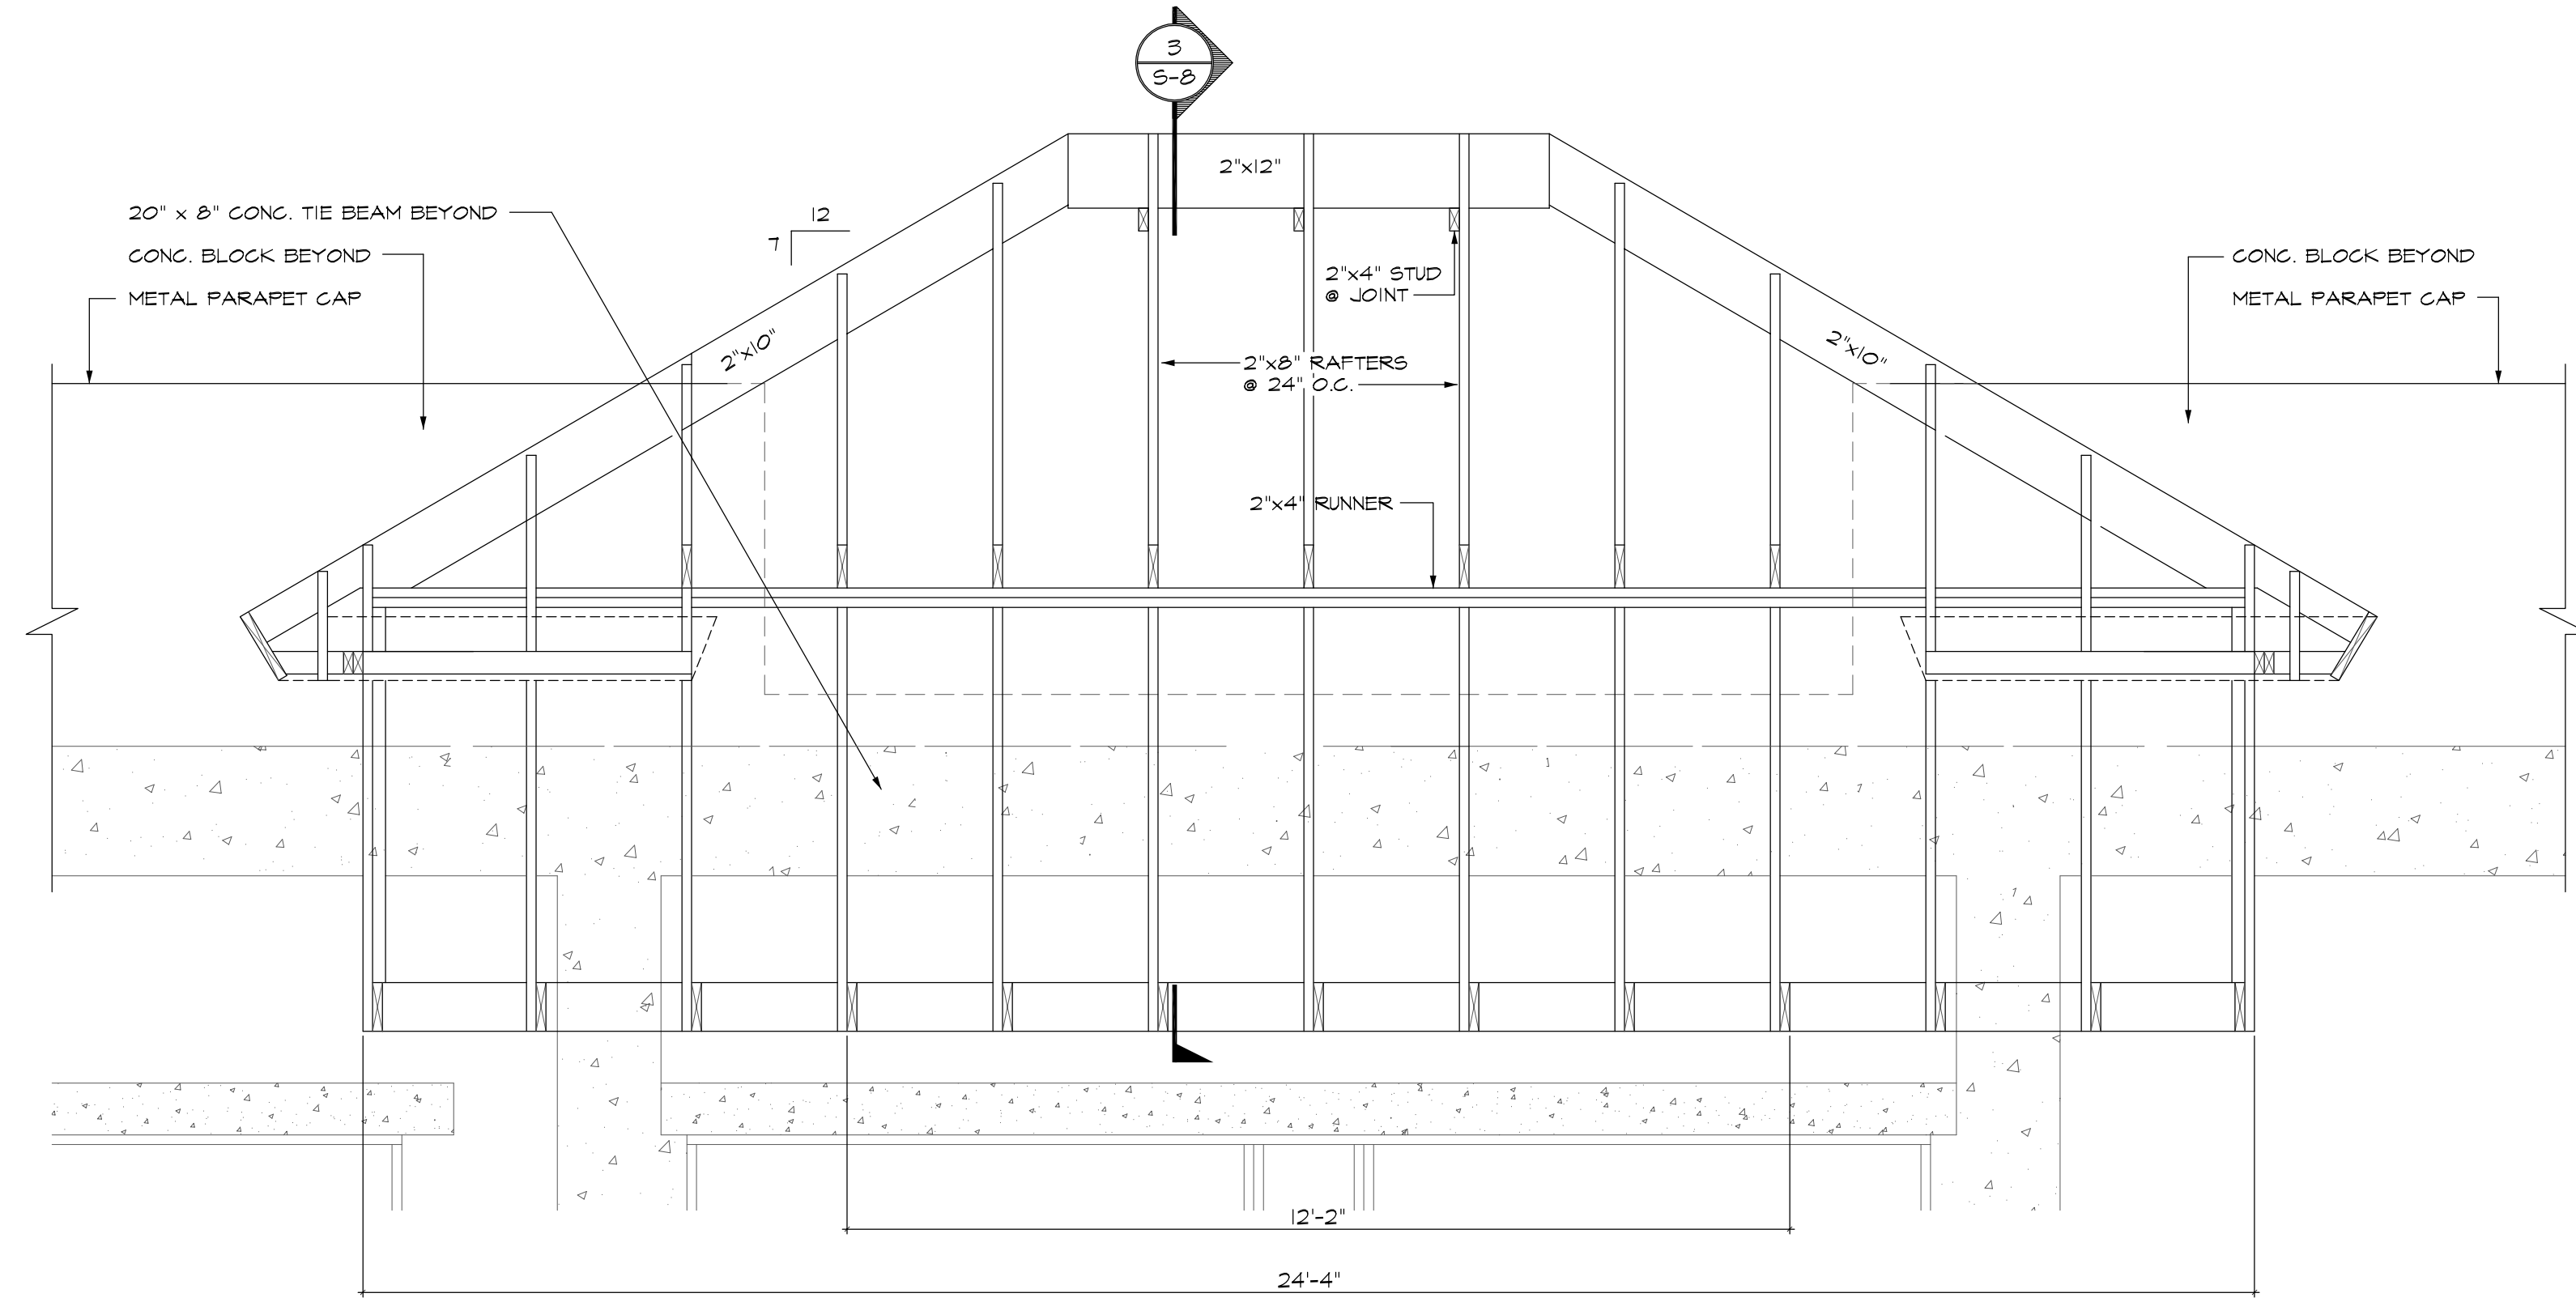 3
S-8
2"x12"
20" x 8" CONC. TIE BEAM BEYOND
12
7
CONC. BLOCK BEYOND
METAL PARAPET CAP
CONC. BLOCK BEYOND
METAL PARAPET CAP
2"x4" STUD
@ JOINT
2"x10"
2"x10"
2"x8" RAFTERS
@ 24" O.C.
2"x4" RUNNER
12'-2"
24'-4"